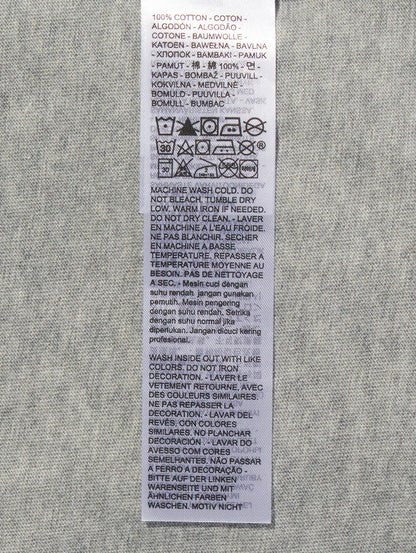 100% COTTON - COTON -
ALGODÓN - ALGODÃO -
COTONE - BAUMWOLLE -
KATOEN - BAWEŁNA - BAVLNA
- ХЛОПОК - BAMBAKI - PAMUK
- PAMUT - 棉 - 綿 100% - 면 -
KAPAS - BOMBAŽ - PUUVILL -
KOKVILNA - MEDVILNĖ -
BOMULD - PUUVILLA -
BOMULL - BUMBAC
30
®
30
MACHINE WASH COLD. DO
NOT BLEACH. TUMBLE DRY
LOW. WARM IRON IF NEEDED.
DO NOT DRY CLEAN. - LAVER
EN MACHINE A L'EAU FROIDE.
NE PAS BLANCHIR. SECHER
EN MACHINE A BASSE
TEMPERATURE. REPASSER A
TEMPERATURE MOYENNE AU
BESOIN. PAS DE NETTOYAGE
A SEC. - Mesin cuci dengan
suhu rendah. jangan gunakan
pemutih. Mesin pengering
dengan suhu rendah. Setrika
dengan suhu normal jika
diperlukan. Jangan dicuci kering
profesional.
WASH INSIDE OUT WITH LIKE
COLORS. DO NOT IRON
DECORATION. - LAVER LE
VETEMENT RETOURNE, AVEC
DES COULEURS SIMILAIRES.
NE PAS REPASSER LA
DECORATION. - LAVAR DEL
REVÉS, CON COLORES
SIMILARES. NO PLANCHAR
DECORACIÓN . - LAVAR DO
AVESSO COM CORES
SEMELHANTES. NÃO PASSAR
A FERRO A DECORAÇÃO -
BITTE AUF DER LINKEN
WARENSEITE UND MIT
ÄHNLICHEN FARBEN
WASCHEN. MOTIV NICHT